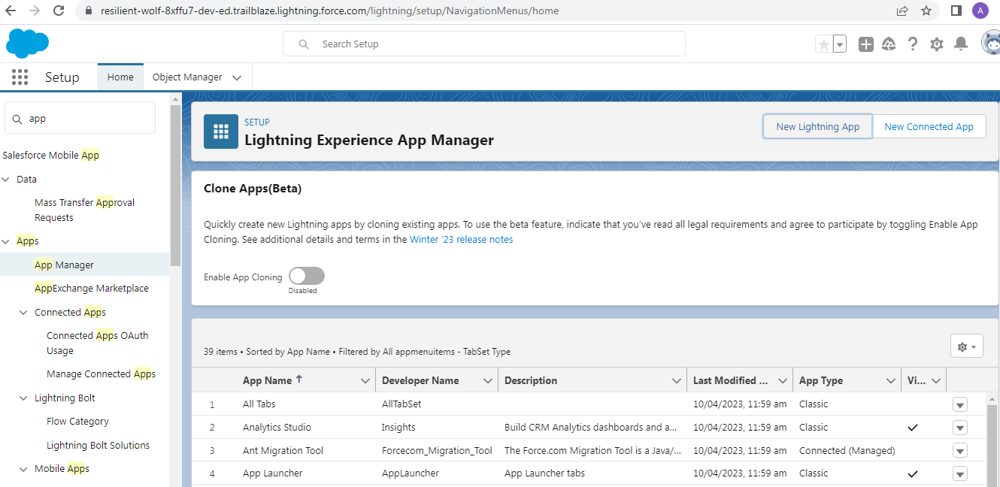 resilient-wolf-8xffu7-dev-ed.trailblaze.lightning.force.com/lightning/setup/NavigationMenus/home
A
Search Setup
Setup
Home
Object Manager
app
Salesforce Mobile App
Data
Mass Transfer Approval
Requests
Apps
App Manager
AppExchange Marketplace
Connected Apps
Connected Apps OAuth
Usage
Manage Connected Apps
Lightning Bolt
Flow Category
Lightning Bolt Solutions
Mobile Apps
SETUP
Lightning Experience App Manager
New Lightning App
New Connected App
Clone Apps(Beta)
Quickly create new Lightning apps by cloning existing apps. To use the beta feature, indicate that you've read all legal requirements and agree to participate by toggling Enable App
Cloning. See additional details and terms in the Winter '23 release notes
Enable App Cloning
Disabled
39 items • Sorted by App Name • Filtered by All appmenuitems - TabSet Type
App Name Developer Name Description Last Modified ... App Type Vi...
1 All Tabs AllTabSet 10/04/2023, 11:59 am Classic
2 Analytics Studio Insights Build CRM Analytics dashboards and a... 10/04/2023, 11:59 am Classic
3 Ant Migration Tool Forcecom_Migration_Tool The Force.com Migration Tool is a Java/... 10/04/2023, 11:59 am Connected (Managed)
4 App Launcher AppLauncher App Launcher tabs 10/04/2023, 11:59 am Classic